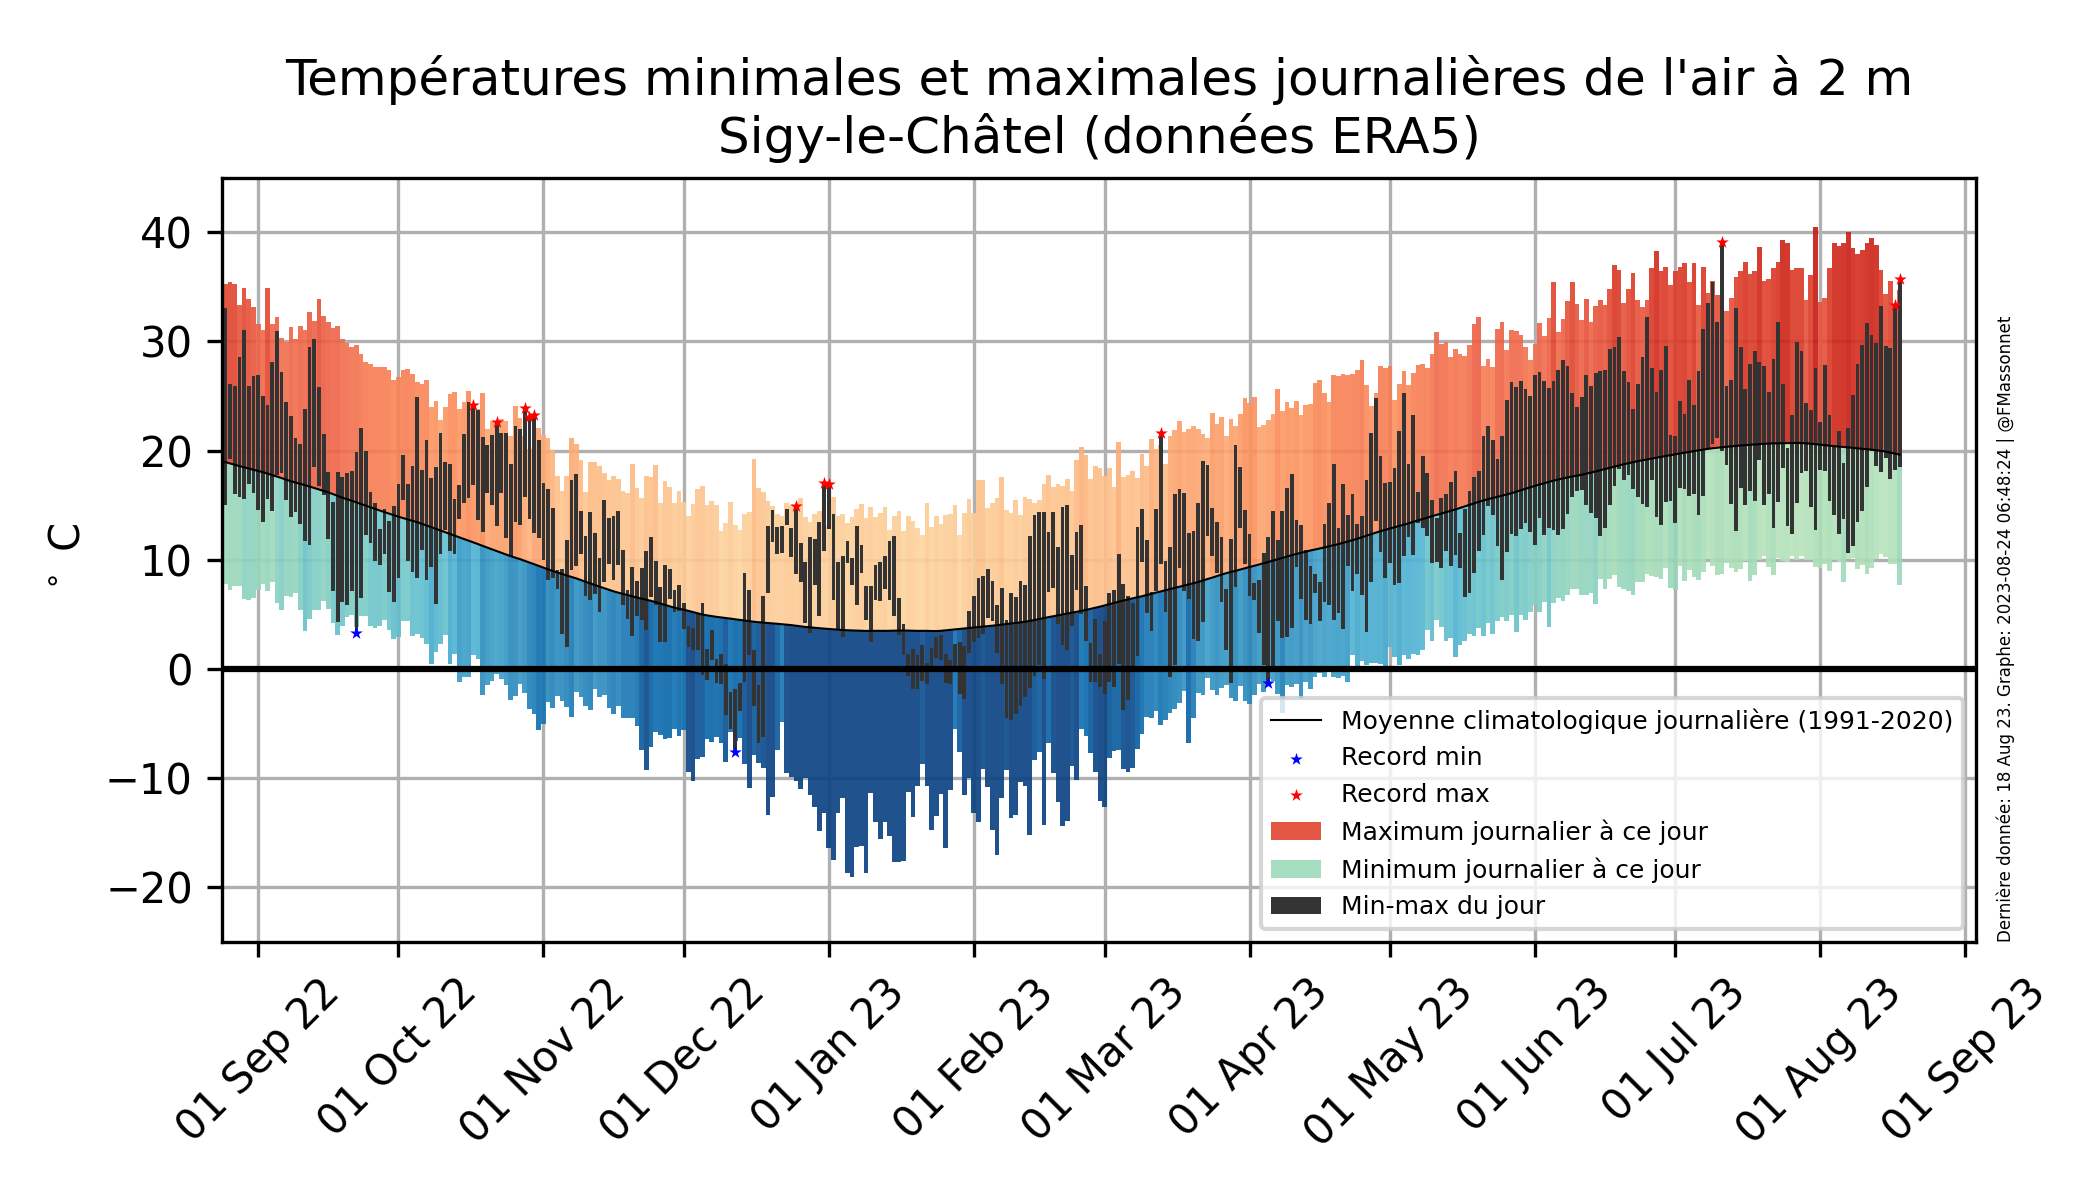 Températures minimales et maximales journalières de l'air à 2 m
Sigy-le-Châtel (données ERA5)
° C
40
30
20
10
0
−10
−20
01 Sep 22
01 Oct 22
01 Nov 22
01 Dec 22
01 Jan 23
01 Feb 23
01 Mar 23
01 Apr 23
01 May 23
01 Jun 23
01 Jul 23
01 Aug 23
01 Sep 23
Moyenne climatologique journalière (1991-2020)
Record min
Record max
Maximum journalier à ce jour
Minimum journalier à ce jour
Min-max du jour
Dernière donnée: 18 Aug 23. Graphe: 2023-08-24 06:48:24 | @FMassonnet